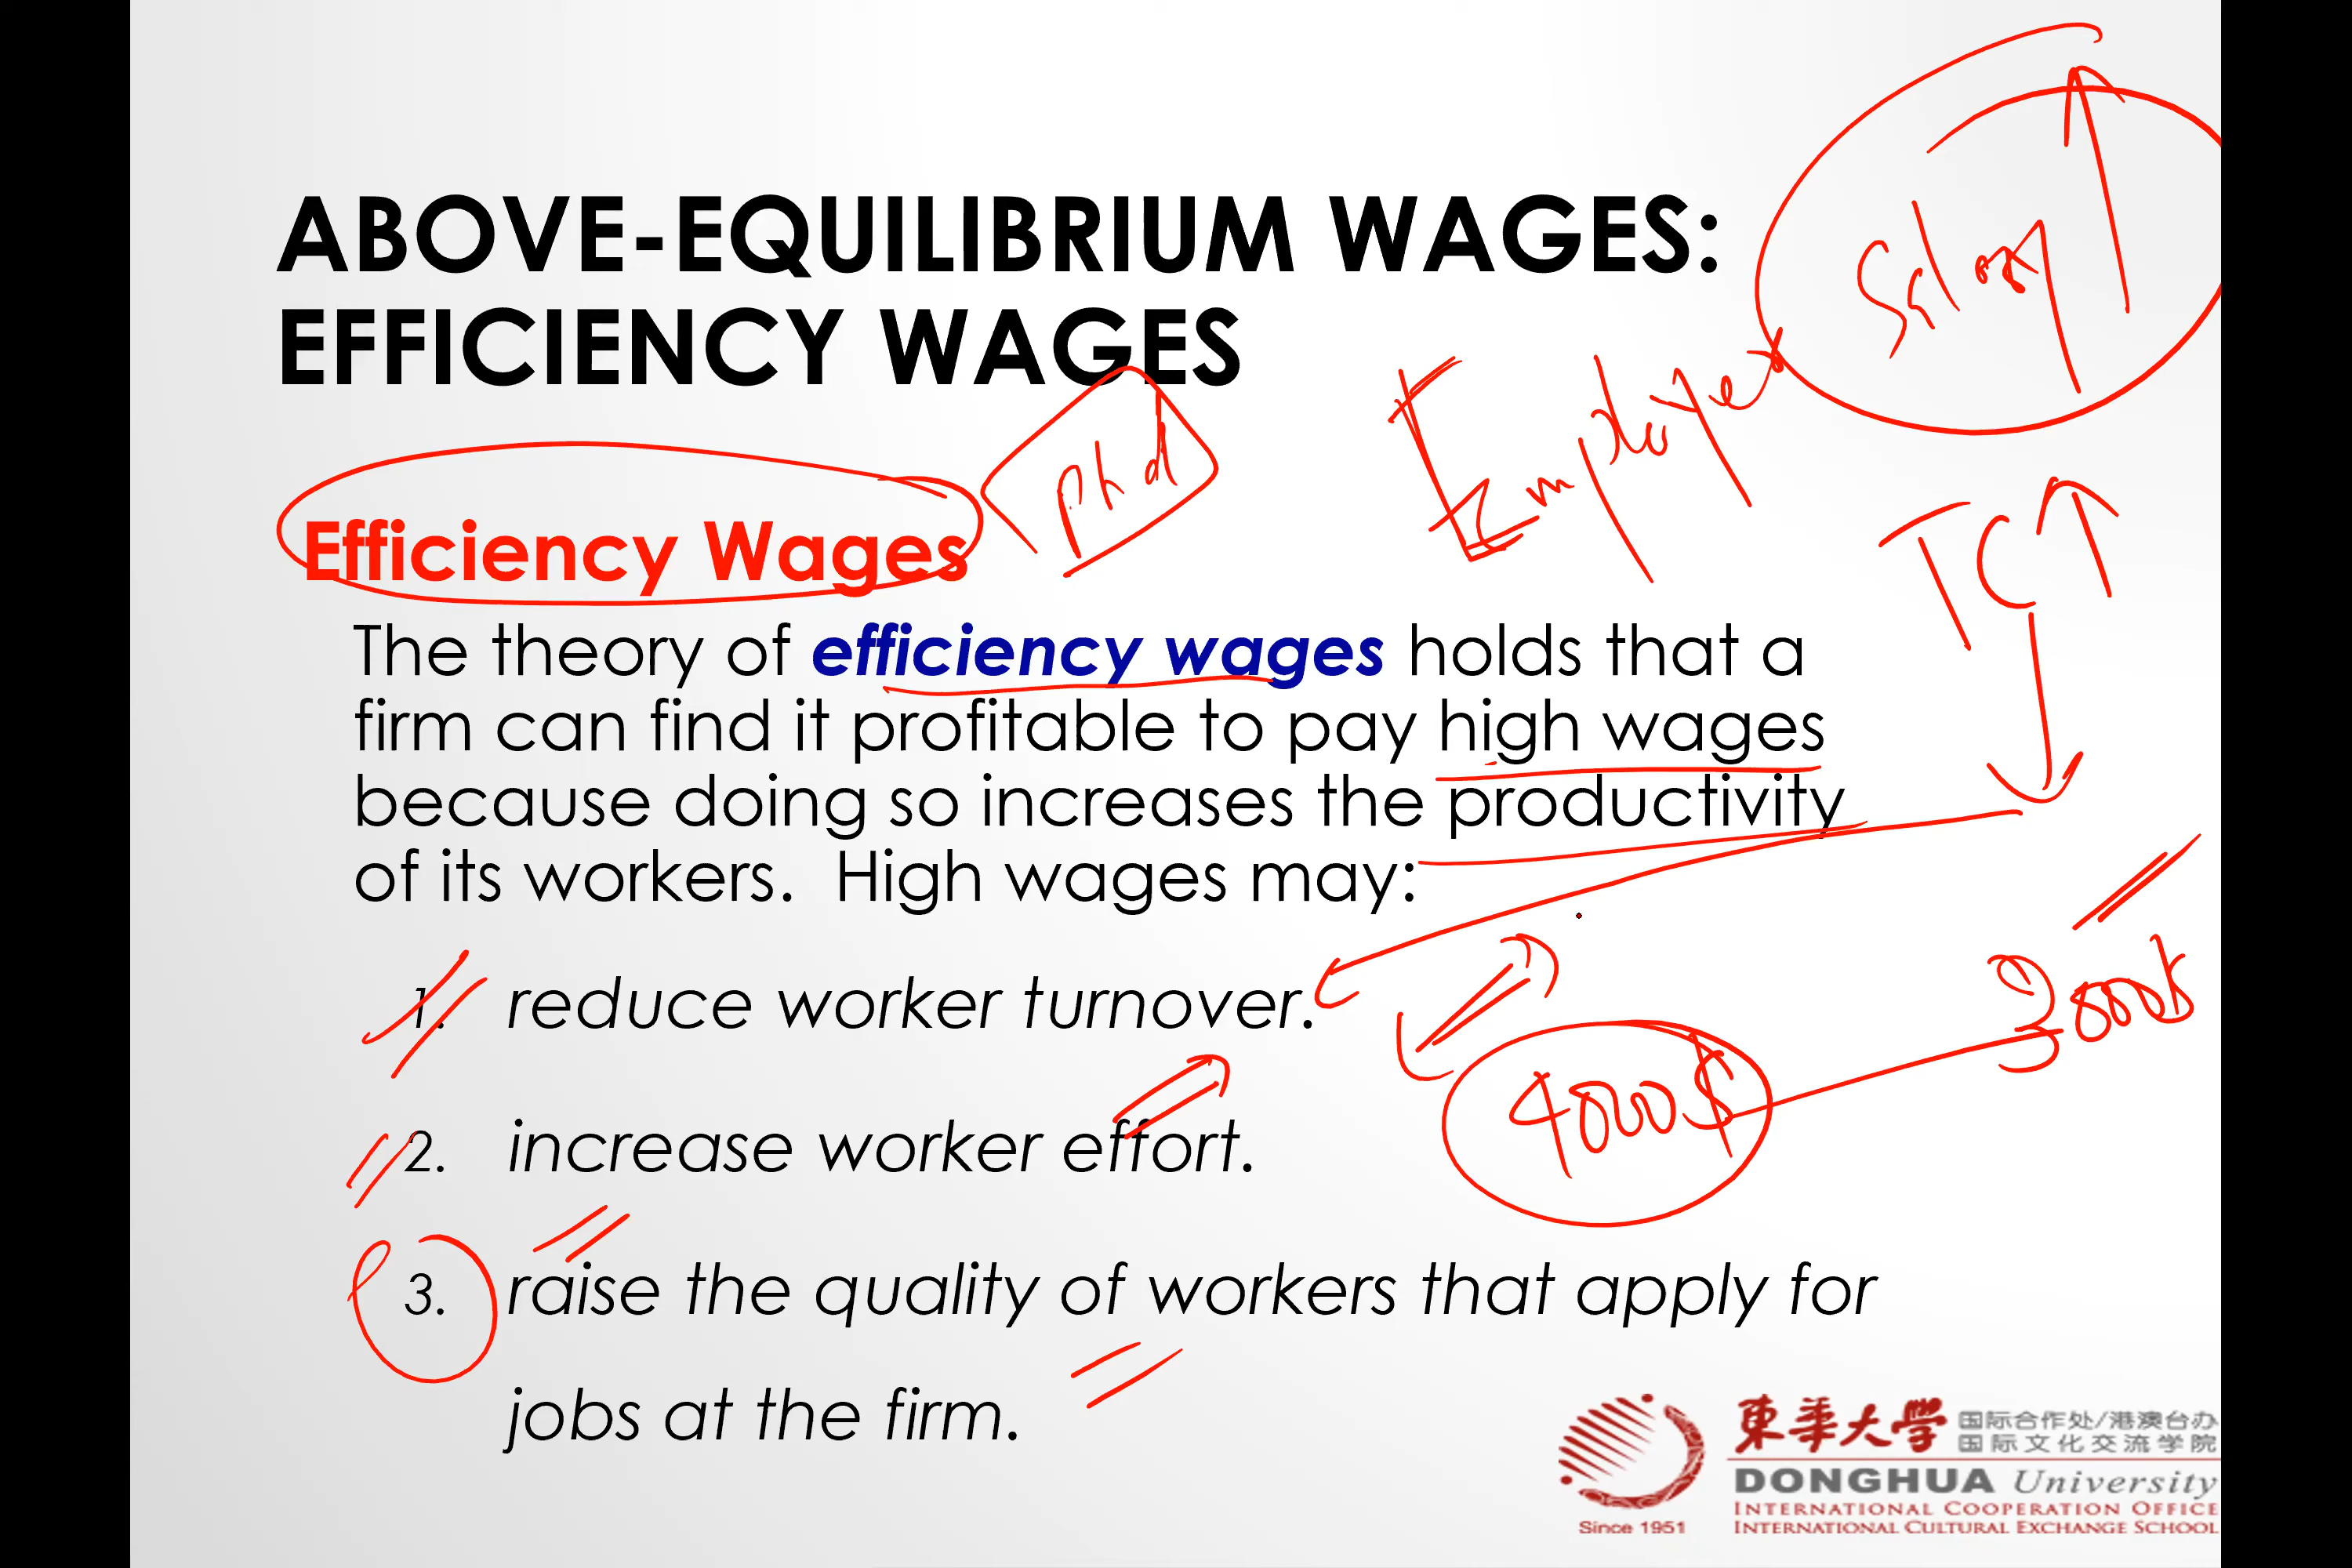 ABOVE-EQUILIBRIUM WAGES:
EFFICIENCY WAGES
Salary
Employer
Phd
TC
Efficiency Wages
The theory of efficiency wages holds that a
firm can find it profitable to pay high wages
because doing so increases the productivity
of its workers. High wages may:
1. reduce worker turnover.
4000$
2. increase worker effort.
3. raise the quality of workers that apply for
jobs at the firm.
東華大學
国际合作处/港澳台办
国际文化交流学院
DONGHUA University
INTERNATIONAL COOPERATION OFFICE
INTERNATIONAL CULTURAL EXCHANGE SCHOOL
Since 1951